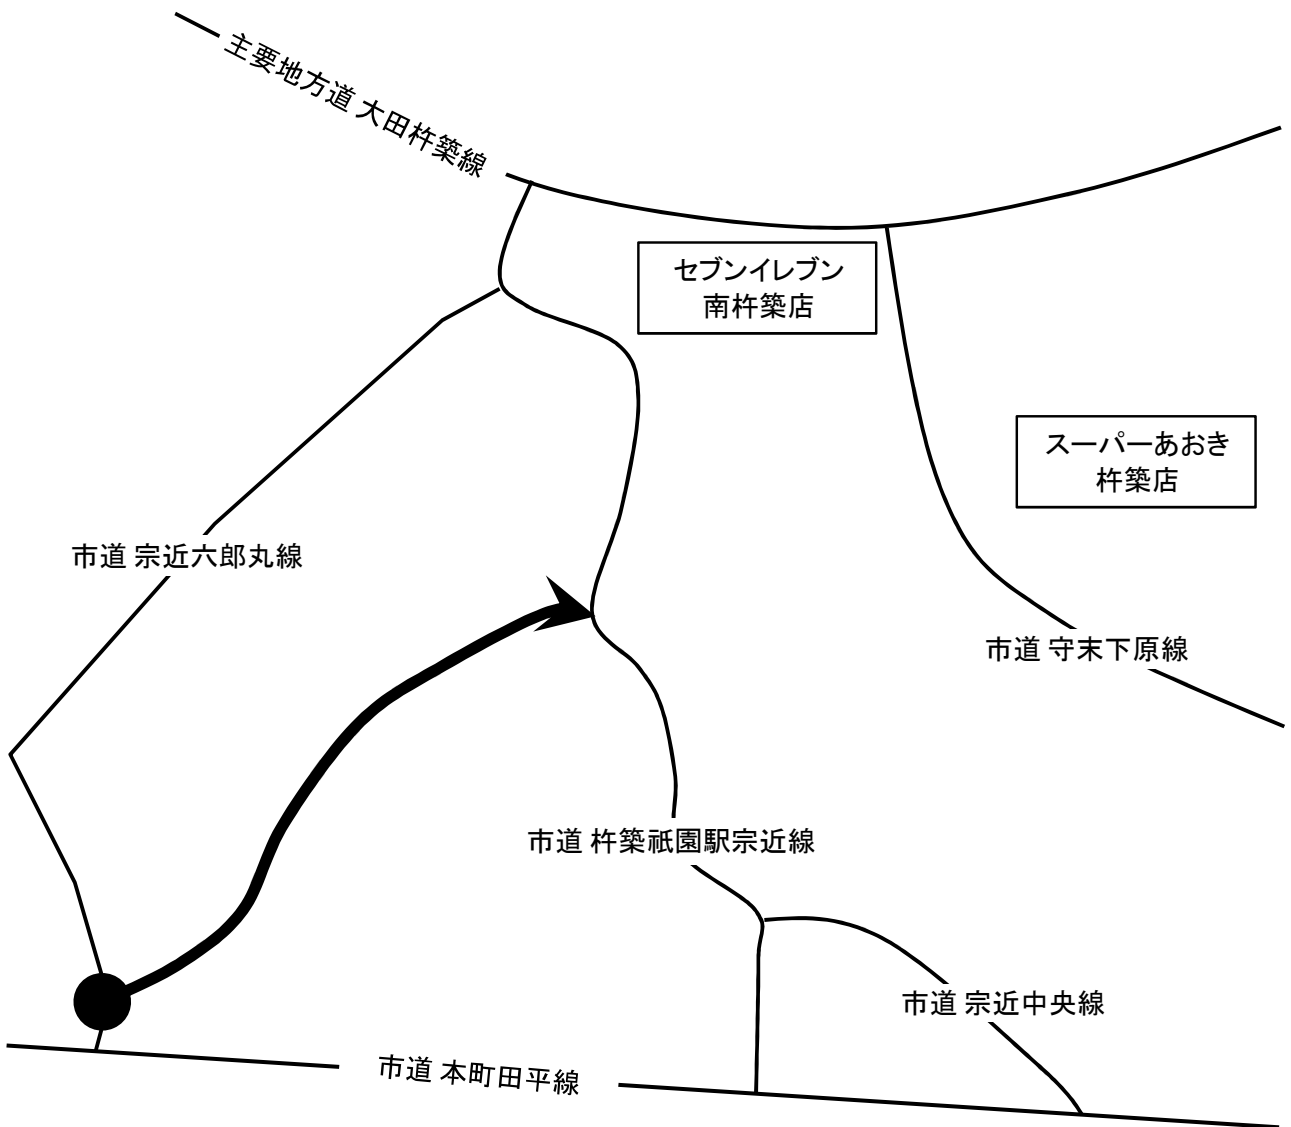 主要地方道 大田杵築線
セブンイレブン
南杵築店
スーパーあおき
杵築店
市道 宗近六郎丸線
市道 守末下原線
市道 杵築祇園駅宗近線
市道 宗近中央線
市道 本町田平線